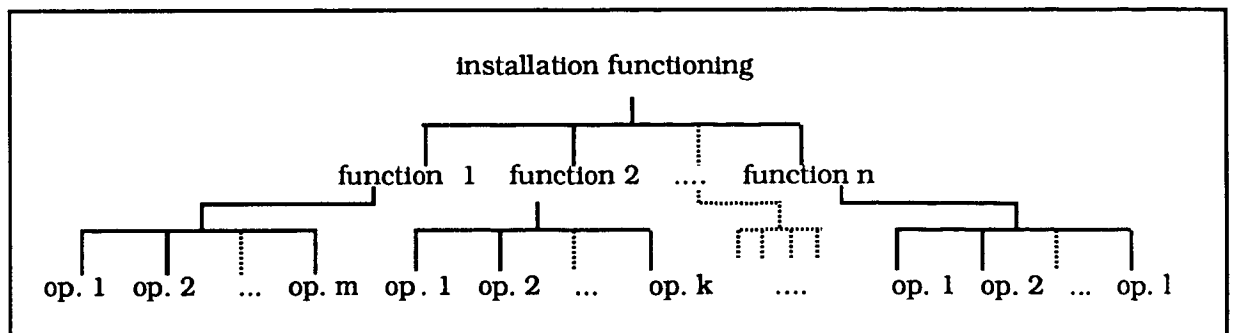 installation functioning
function 1 function 2 .... function n
op. 1 op. 2 ... op. m op. 1 op. 2 ... op. k .... op. 1 op. 2 ... op. l